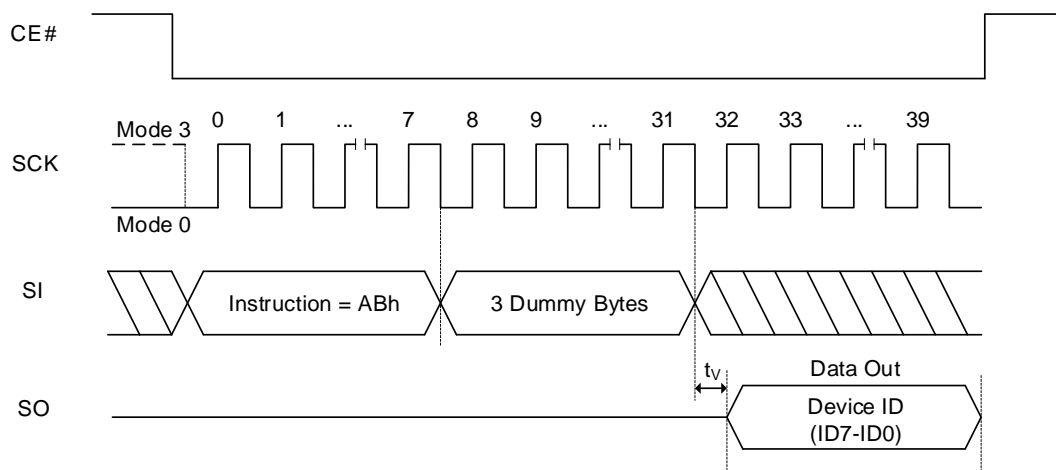 CE#
0 1 ... 7 8 9 ... 31 32 33 ... 39
Mode 3
SCK
Mode 0
SI
Instruction = ABh
3 Dummy Bytes
tV
Data Out
SO
Device ID
(ID7-ID0)